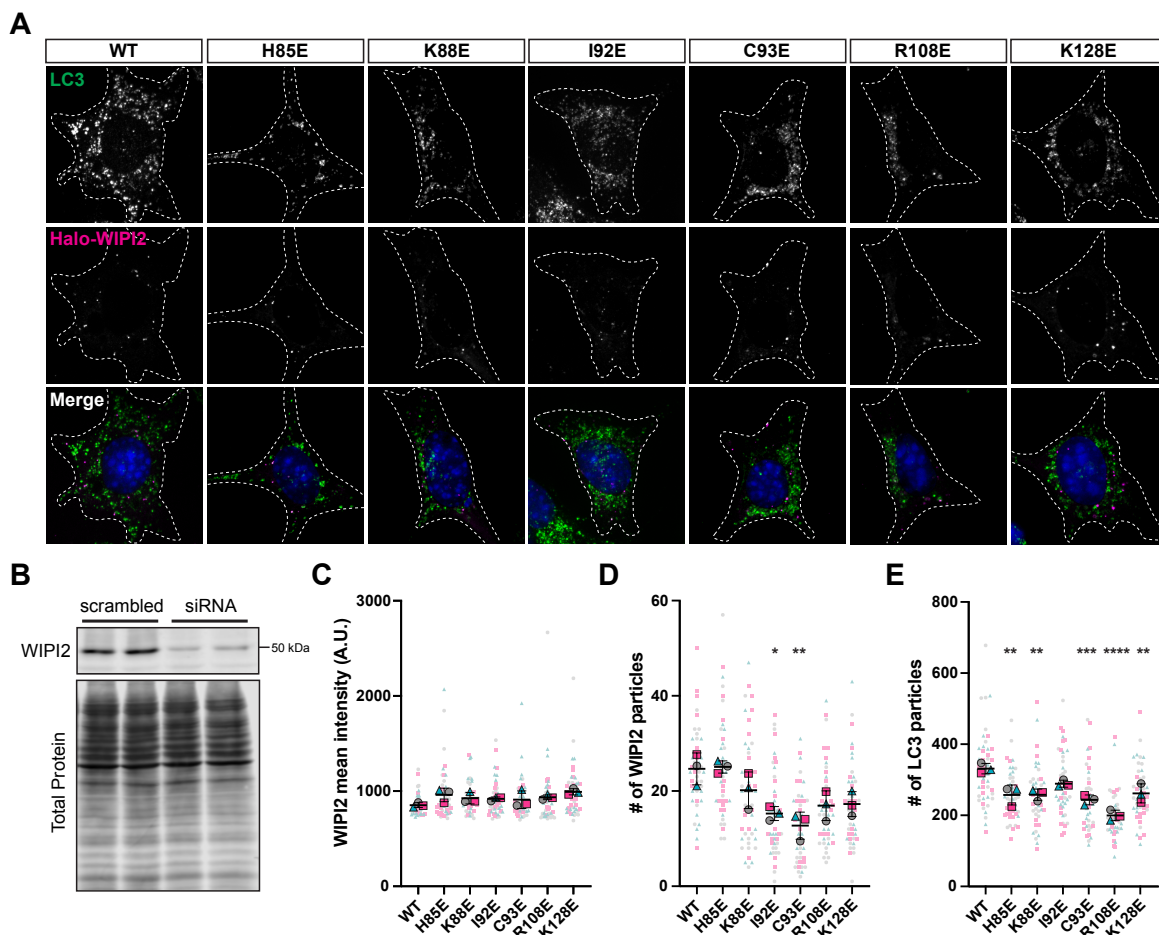 A
WT H85E K88E I92E C93E R108E K128E
LC3
Halo-WIPI2
Merge
B
scrambled siRNA
WIPI2
50 kDa
Total Protein
C
WIPI2 mean intensity (A.U.)
3000
2000
1000
0
WT H85E K88E I92E C93E R108E K128E
D
# of WIPI2 particles
60
40
20
0
* **
WT H85E K88E I92E C93E R108E K128E
E
# of LC3 particles
800
600
400
200
0
** ** *** **** **
WT H85E K88E I92E C93E R108E K128E